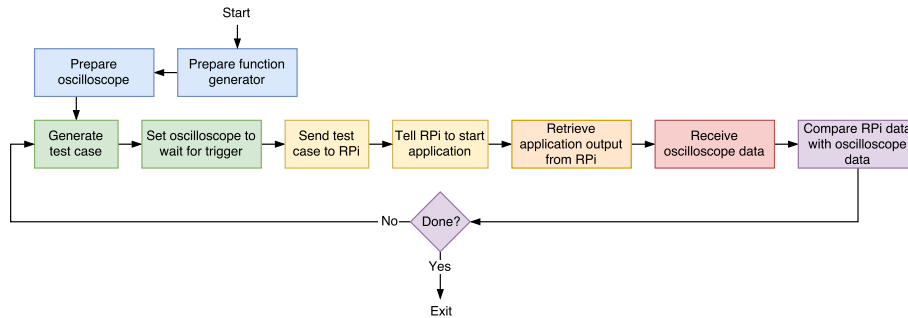 Start
Prepare
oscilloscope
Prepare function
generator
Generate
test case
Set oscilloscope to
wait for trigger
Send test
case to RPi
Tell RPi to start
application
Retrieve
application output
from RPi
Receive
oscilloscope data
Compare RPi data
with oscilloscope
data
No
Done?
Yes
Exit